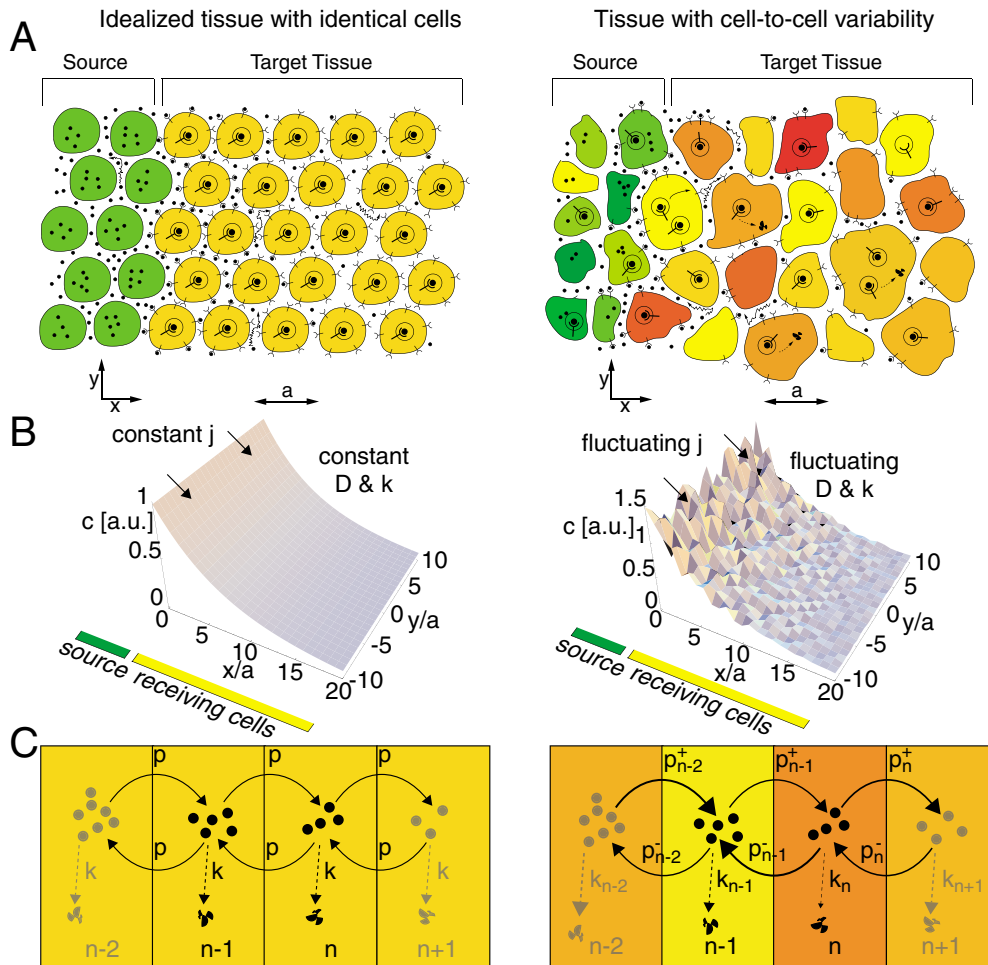 Idealized tissue with identical cells
Tissue with cell-to-cell variability
A
Source
Target Tissue
Source
Target Tissue
y
x
a
y
x
a
B
constant j
constant
D & k
1
c [a.u.]
0.5
0
0
5
10
15
20
x/a
10
5
0
-5
-10
y/a
source
receiving cells
fluctuating j
fluctuating
D & k
1.5
c [a.u.]
1
0.5
0
0
5
10
15
20
x/a
10
5
0
-5
-10
y/a
source
receiving cells
C
p
p
p
p
p
p
k
k
k
k
n-2
n-1
n
n+1
p⁺ₙ₋₂
p⁺ₙ₋₁
p⁺ₙ
p⁻ₙ₋₂
p⁻ₙ₋₁
p⁻ₙ
kₙ₋₂
kₙ₋₁
kₙ
kₙ₊₁
n-2
n-1
n
n+1